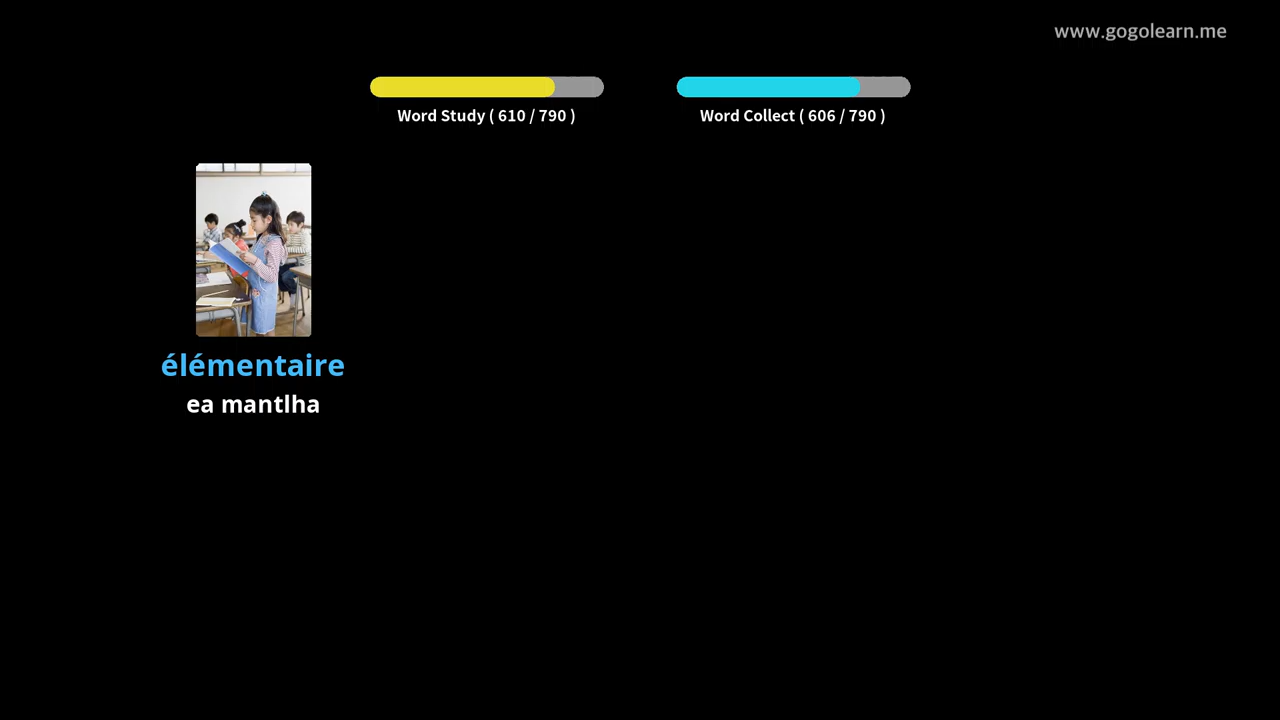 www.gogolearn.me
Word Study ( 610 / 790 )
Word Collect ( 606 / 790 )
élémentaire
ea mantlha